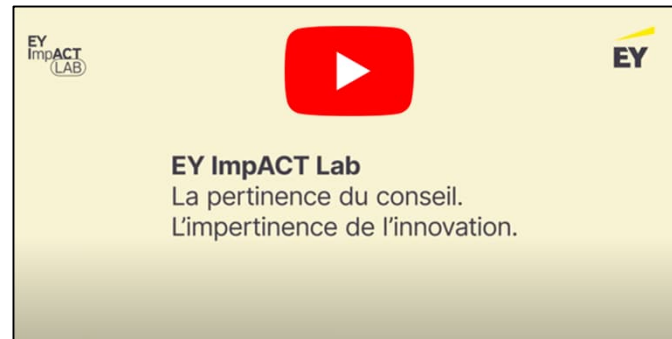 EY
ImpACT
LAB
EY
EY ImpACT Lab
La pertinence du conseil.
L’impertinence de l’innovation.